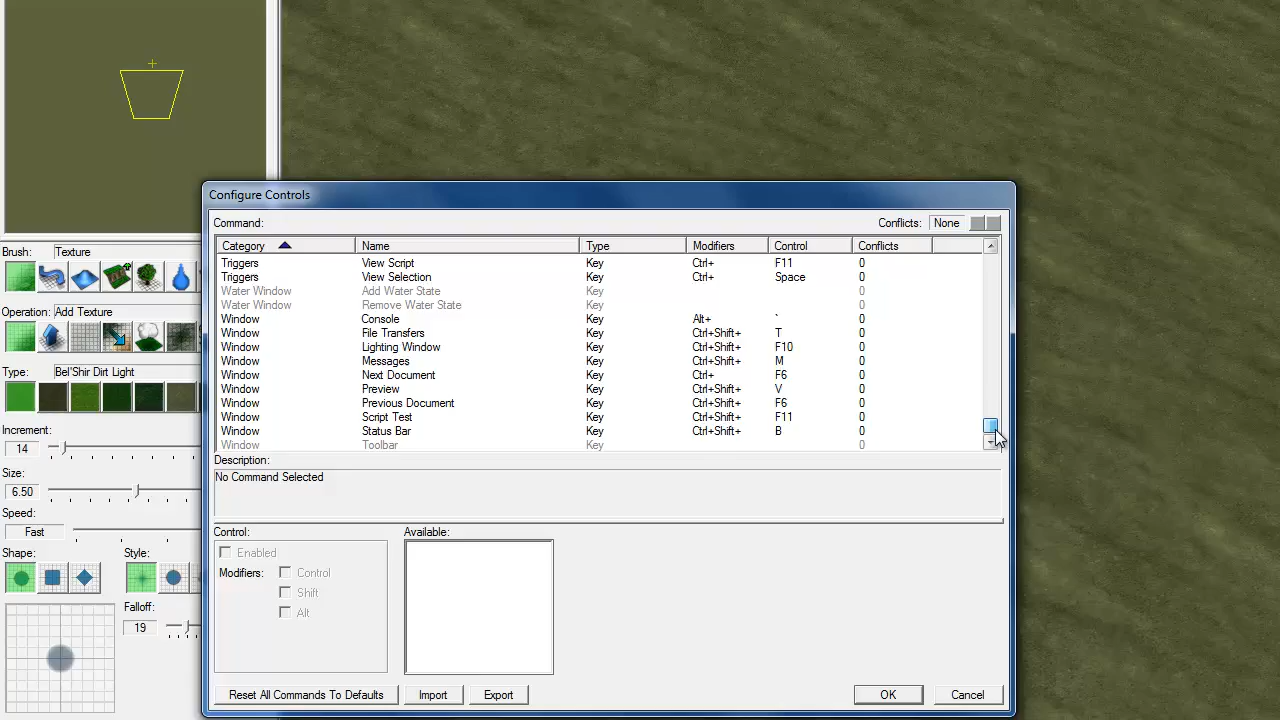 Brush: Texture
Operation: Add Texture
Type: Bel'Shir Dirt Light
Increment:
14
Size:
6.50
Speed:
Fast
Shape: Style:
Falloff:
19
Configure Controls
Command: Conflicts: None
Category Name Type Modifiers Control Conflicts
Triggers View Script Key Ctrl+ F11 0
Triggers View Selection Key Ctrl+ Space 0
Water Window Add Water State Key 0
Water Window Remove Water State Key 0
Window Console Key Alt+ ` 0
Window File Transfers Key Ctrl+Shift+ T 0
Window Lighting Window Key Ctrl+Shift+ F10 0
Window Messages Key Ctrl+Shift+ M 0
Window Next Document Key Ctrl+ F6 0
Window Preview Key Ctrl+Shift+ V 0
Window Previous Document Key Ctrl+Shift+ F6 0
Window Script Test Key Ctrl+Shift+ F11 0
Window Status Bar Key Ctrl+Shift+ B 0
Window Toolbar Key 0
Description:
No Command Selected
Control: Available:
Enabled
Modifiers: Control
Shift
Alt
Reset All Commands To Defaults Import Export OK Cancel